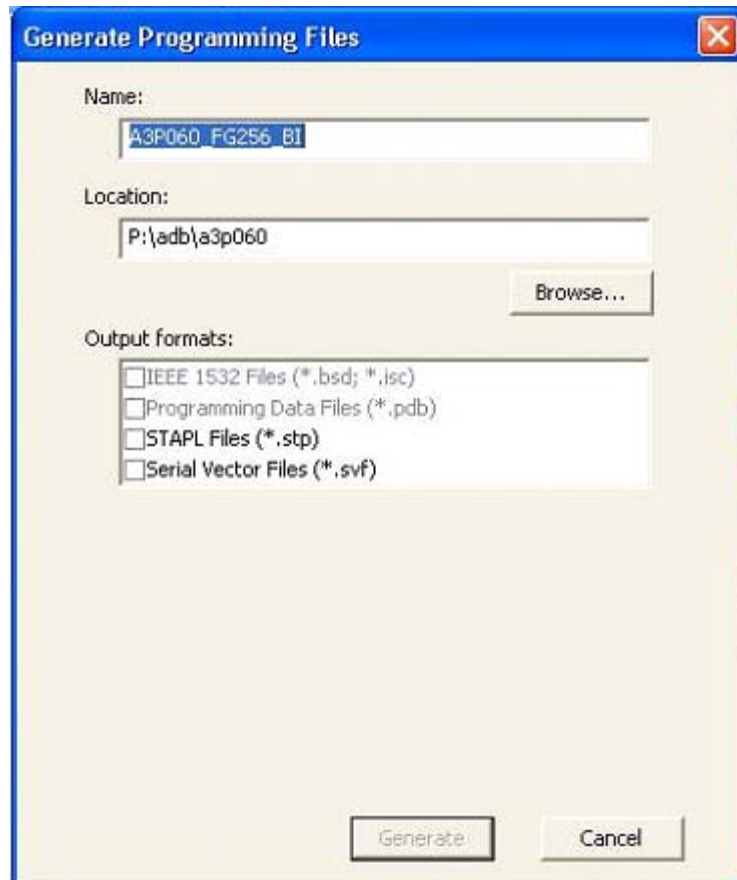 Generate Programming Files
Name:
A3P060_FG256_BI
Location:
P:\adb\a3p060
Browse...
Output formats:
IEEE 1532 Files (*.bsd; *.isc)
Programming Data Files (*.pdb)
STAPL Files (*.stp)
Serial Vector Files (*.svf)
Generate
Cancel